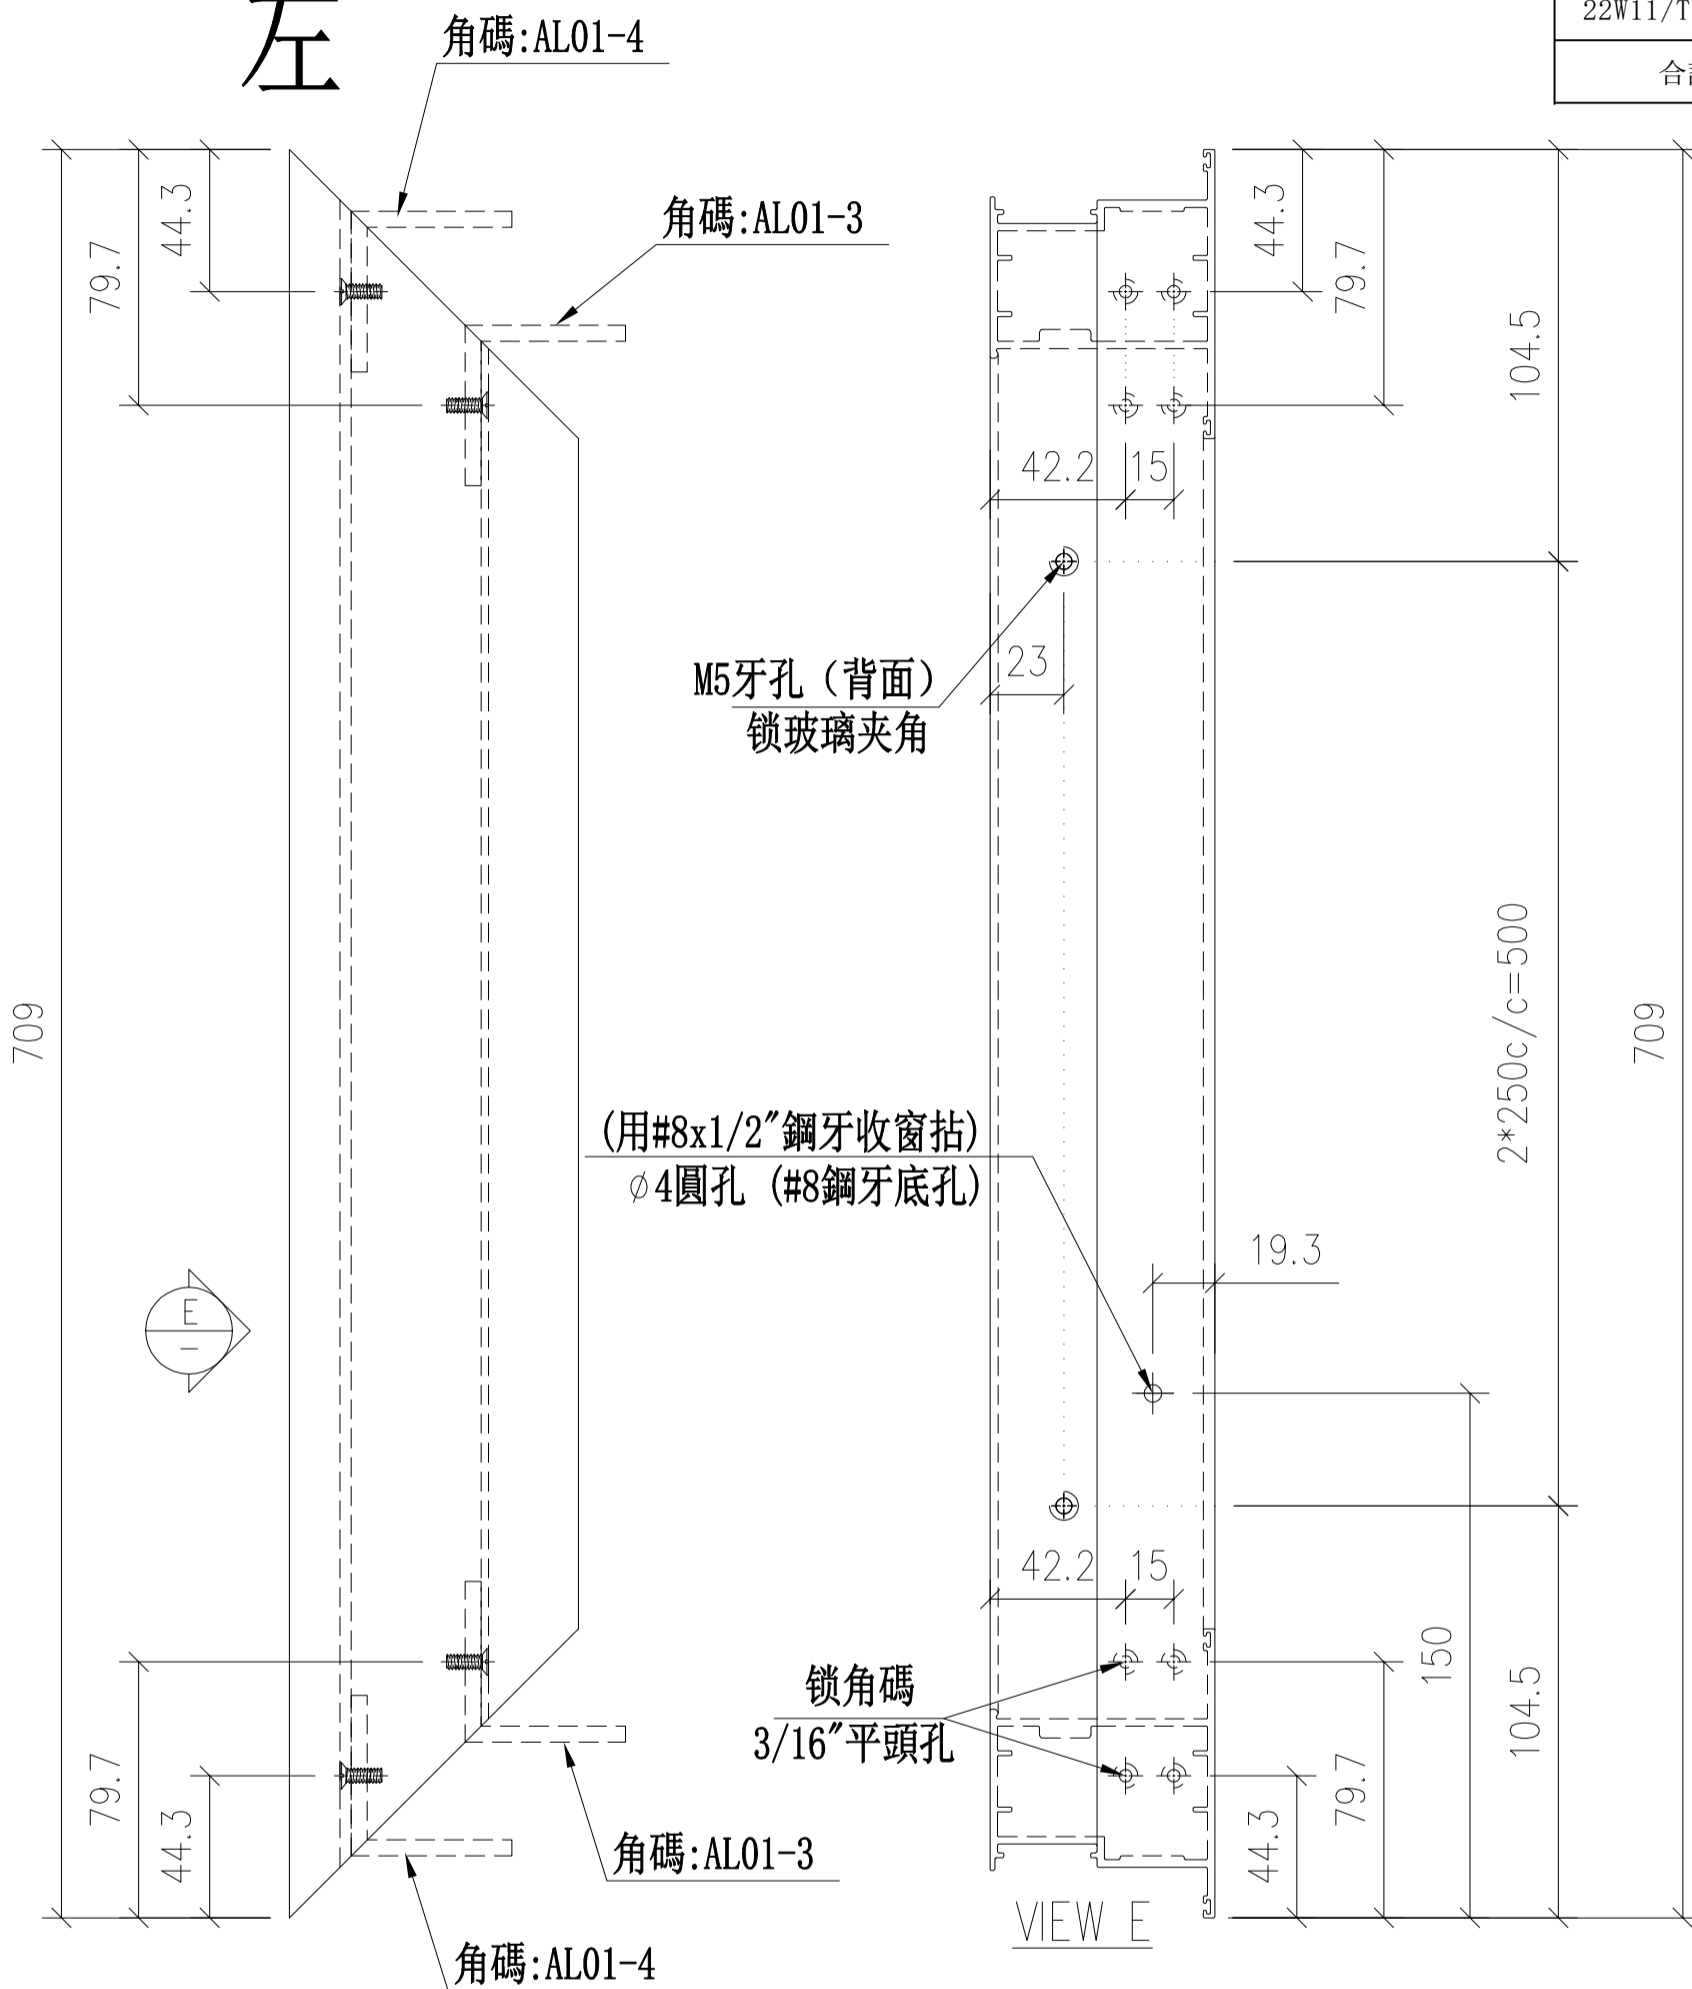 左
角碼:AL01-4
22W11/T
44.3
79.7
角碼:AL01-3
44.3
79.7
104.5
42.2
15
M5牙孔（背面）
锁玻璃夹角
23
709
2*250c/c=500
709
(用#8x1/2"鋼牙收窗拈)
∅4圓孔 (#8鋼牙底孔)
19.3
E
-
42.2
15
150
锁角碼
3/16"平頭孔
104.5
79.7
44.3
79.7
44.3
角碼:AL01-3
VIEW E
角碼:AL01-4